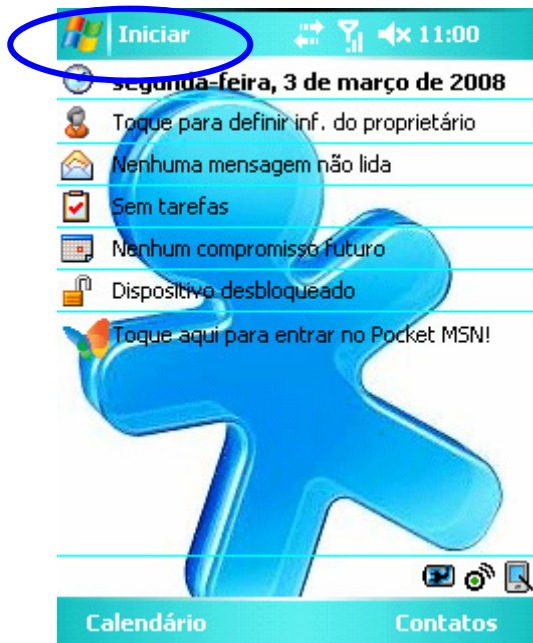 Iniciar 11:00
segunda-feira, 3 de março de 2008
Toque para definir inf. do proprietário
Nenhuma mensagem não lida
Sem tarefas
Nenhum compromisso futuro
Dispositivo desbloqueado
Toque aqui para entrar no Pocket MSN!
Calendário Contatos